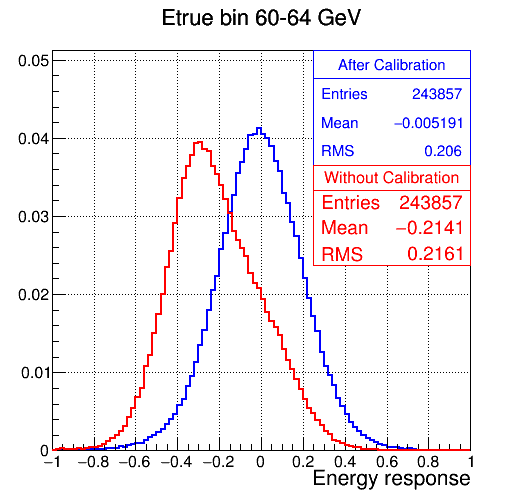 Etrue bin 60-64 GeV
0.05
0.04
0.03
0.02
0.01
0
After Calibration
Entries 243857
Mean −0.005191
RMS 0.206
Without Calibration
Entries 243857
Mean −0.2141
RMS 0.2161
−1 −0.8 −0.6 −0.4 −0.2 0 0.2 0.4 0.6 0.8 1
Energy response